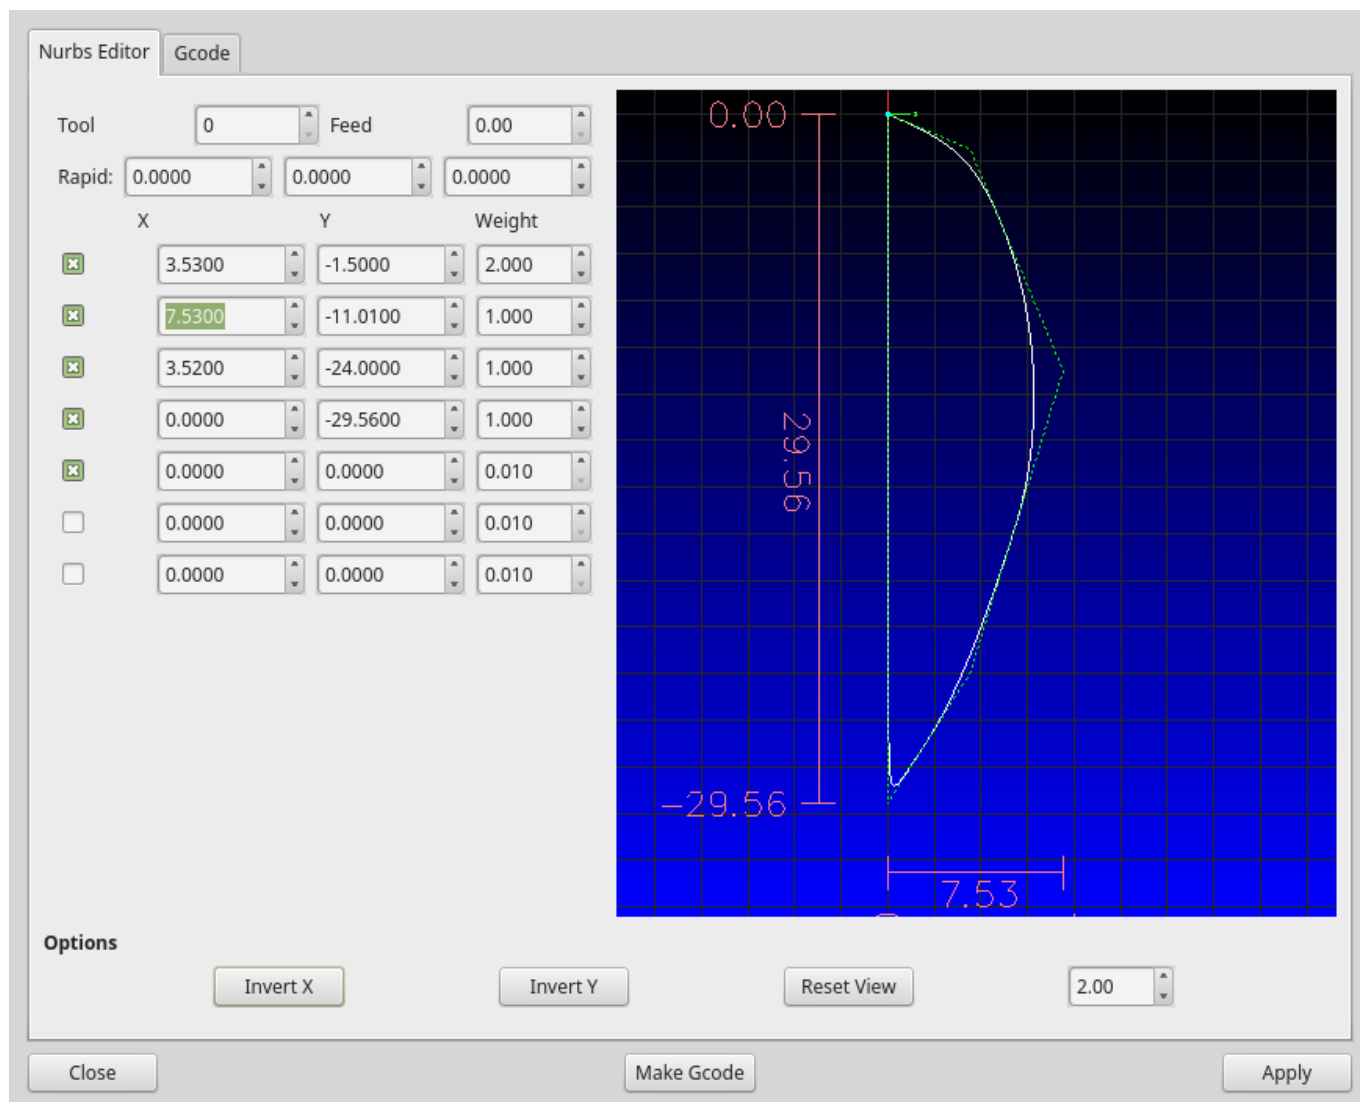 Nurbs Editor Gcode
Tool 0 Feed 0.00
Rapid: 0.0000 0.0000 0.0000
X Y Weight
3.5300 -1.5000 2.000
7.5300 -11.0100 1.000
3.5200 -24.0000 1.000
0.0000 -29.5600 1.000
0.0000 0.0000 0.010
0.0000 0.0000 0.010
0.0000 0.0000 0.010
0.00
29.56
-29.56
7.53
Options
Invert X Invert Y Reset View 2.00
Close Make Gcode Apply